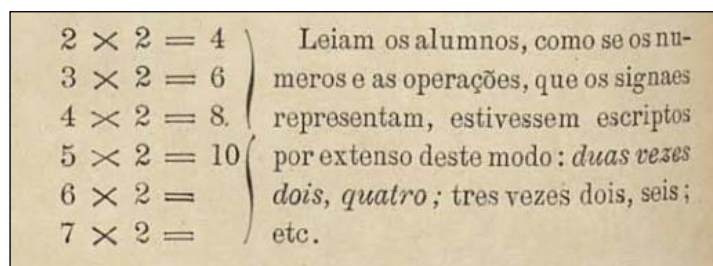 2 × 2 = 4
3 × 2 = 6
4 × 2 = 8.
5 × 2 = 10
6 × 2 =
7 × 2 =
Leiam os alumnos, como se os nu-
meros e as operações, que os signaes
representam, estivessem escriptos
por extenso deste modo : duas vezes
dois, quatro ; tres vezes dois, seis ;
etc.